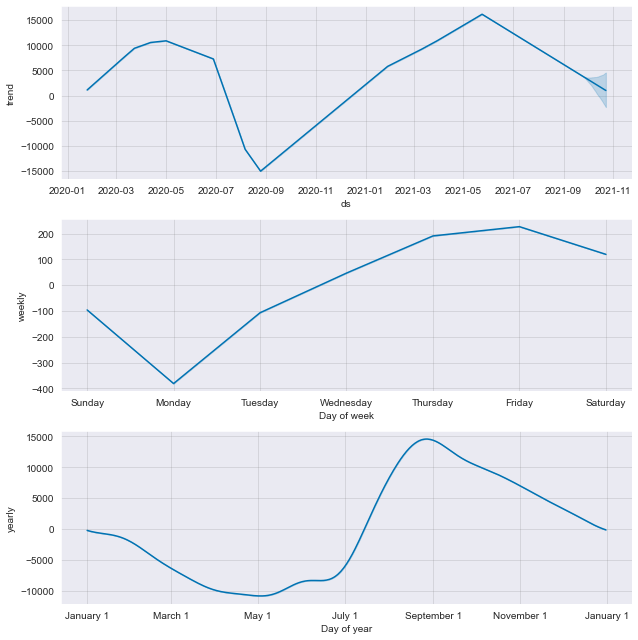 15000
10000
5000
0
−5000
−10000
−15000
trend
2020-01 2020-03 2020-05 2020-07 2020-09 2020-11 2021-01 2021-03 2021-05 2021-07 2021-09 2021-11
ds
200
100
0
−100
−200
−300
−400
weekly
Sunday Monday Tuesday Wednesday Thursday Friday Saturday
Day of week
15000
10000
5000
0
−5000
−10000
yearly
January 1 March 1 May 1 July 1 September 1 November 1 January 1
Day of year